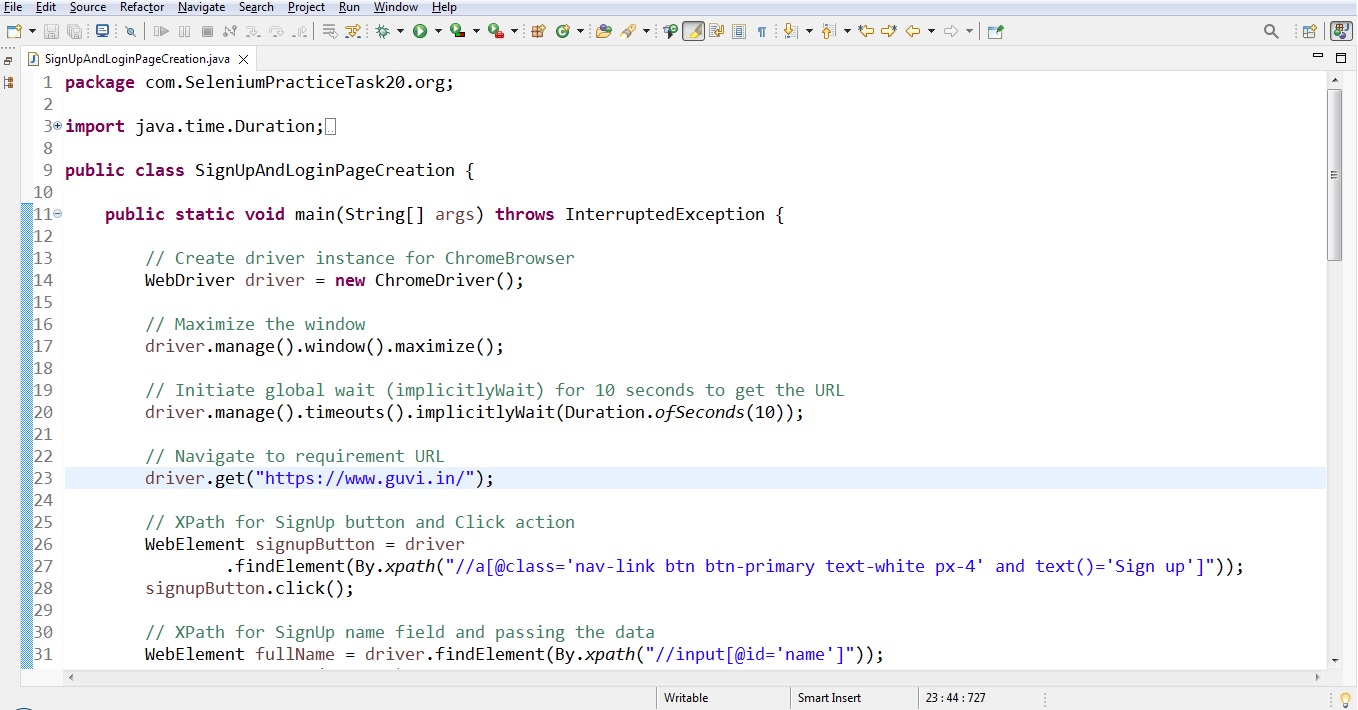 File Edit Source Refactor Navigate Search Project Run Window Help
SignUpAndLoginPageCreation.java
1 package com.SeleniumPracticeTask20.org;
2
3 import java.time.Duration;
8
9 public class SignUpAndLoginPageCreation {
10
11 public static void main(String[] args) throws InterruptedException {
12
13 // Create driver instance for ChromeBrowser
14 WebDriver driver = new ChromeDriver();
15
16 // Maximize the window
17 driver.manage().window().maximize();
18
19 // Initiate global wait (implicitlyWait) for 10 seconds to get the URL
20 driver.manage().timeouts().implicitlyWait(Duration.ofSeconds(10));
21
22 // Navigate to requirement URL
23 driver.get("https://www.guvi.in/");
24
25 // XPath for SignUp button and Click action
26 WebElement signupButton = driver
27 .findElement(By.xpath("//a[@class='nav-link btn btn-primary text-white px-4' and text()='Sign up']"));
28 signupButton.click();
29
30 // XPath for SignUp name field and passing the data
31 WebElement fullName = driver.findElement(By.xpath("//input[@id='name']"));
Writable Smart Insert 23 : 44 : 727